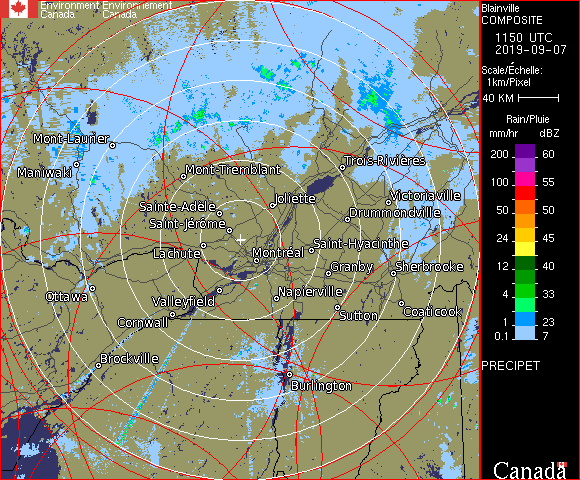 Environment Environnement
Canada Canada
Blainville
COMPOSITE
1150 UTC
2019-09-07
Scale/Échelle:
1km/Pixel
40 KM
Rain/Pluie
mm/hr dBZ
200 60
150 57
100 55
50 50
24 45
12 40
4 33
1 23
0.1 7
PRECIPET
Mont-Laurier
Maniwaki
Mont-Tremblant
Trois-Rivières
Victoriaville
Joliette
Sainte-Adèle
Drummondville
Saint-Jérôme
Saint-Hyacinthe
Lachute
Montréal
Granby
Sherbrooke
Ottawa
Valleyfield
Napierville
Sutton
Coaticook
Cornwall
Brockville
Burlington
Canada